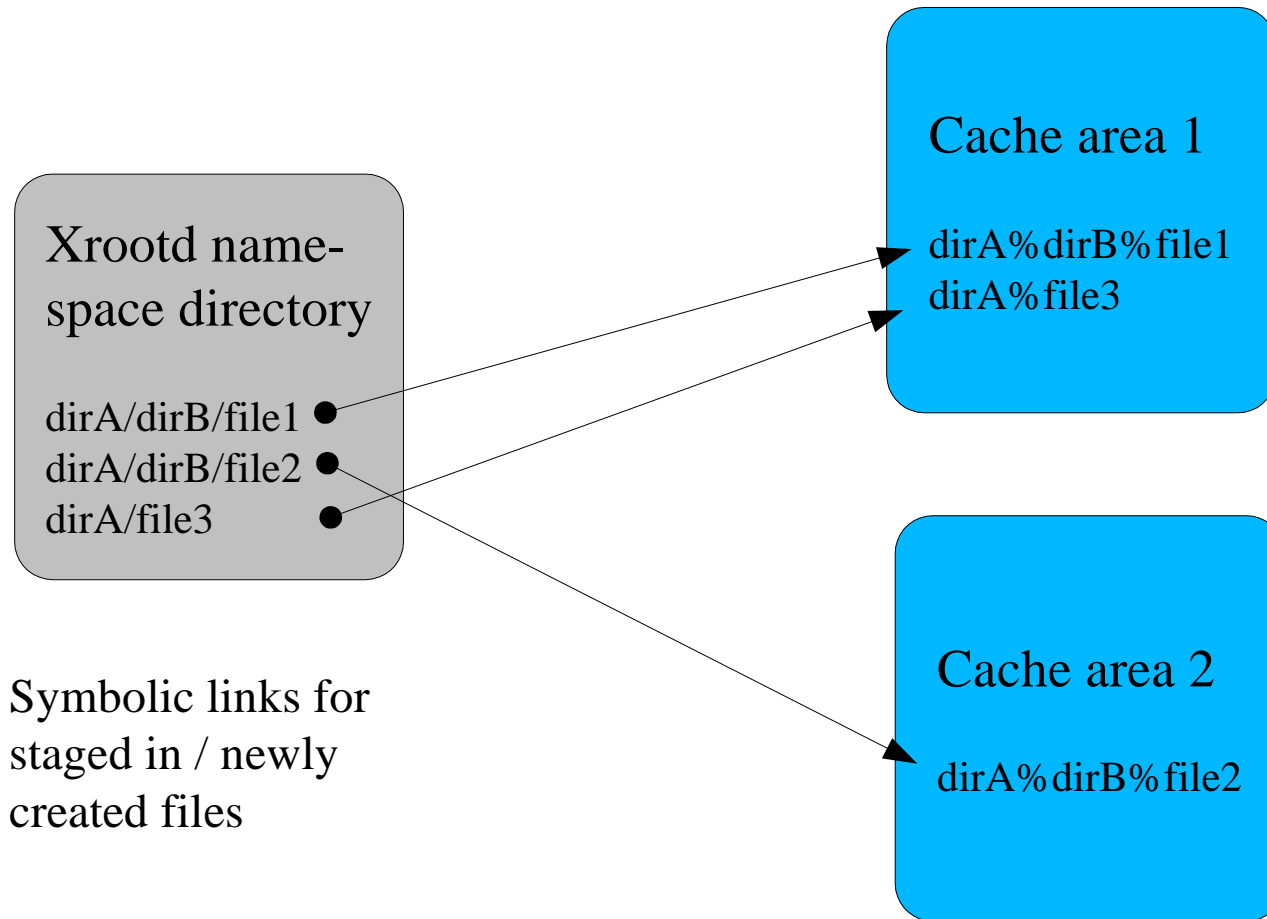 Xrootd name-
space directory
dirA/dirB/file1
dirA/dirB/file2
dirA/file3
Symbolic links for
staged in / newly
created files
Cache area 1
dirA%dirB%file1
dirA%file3
Cache area 2
dirA%dirB%file2